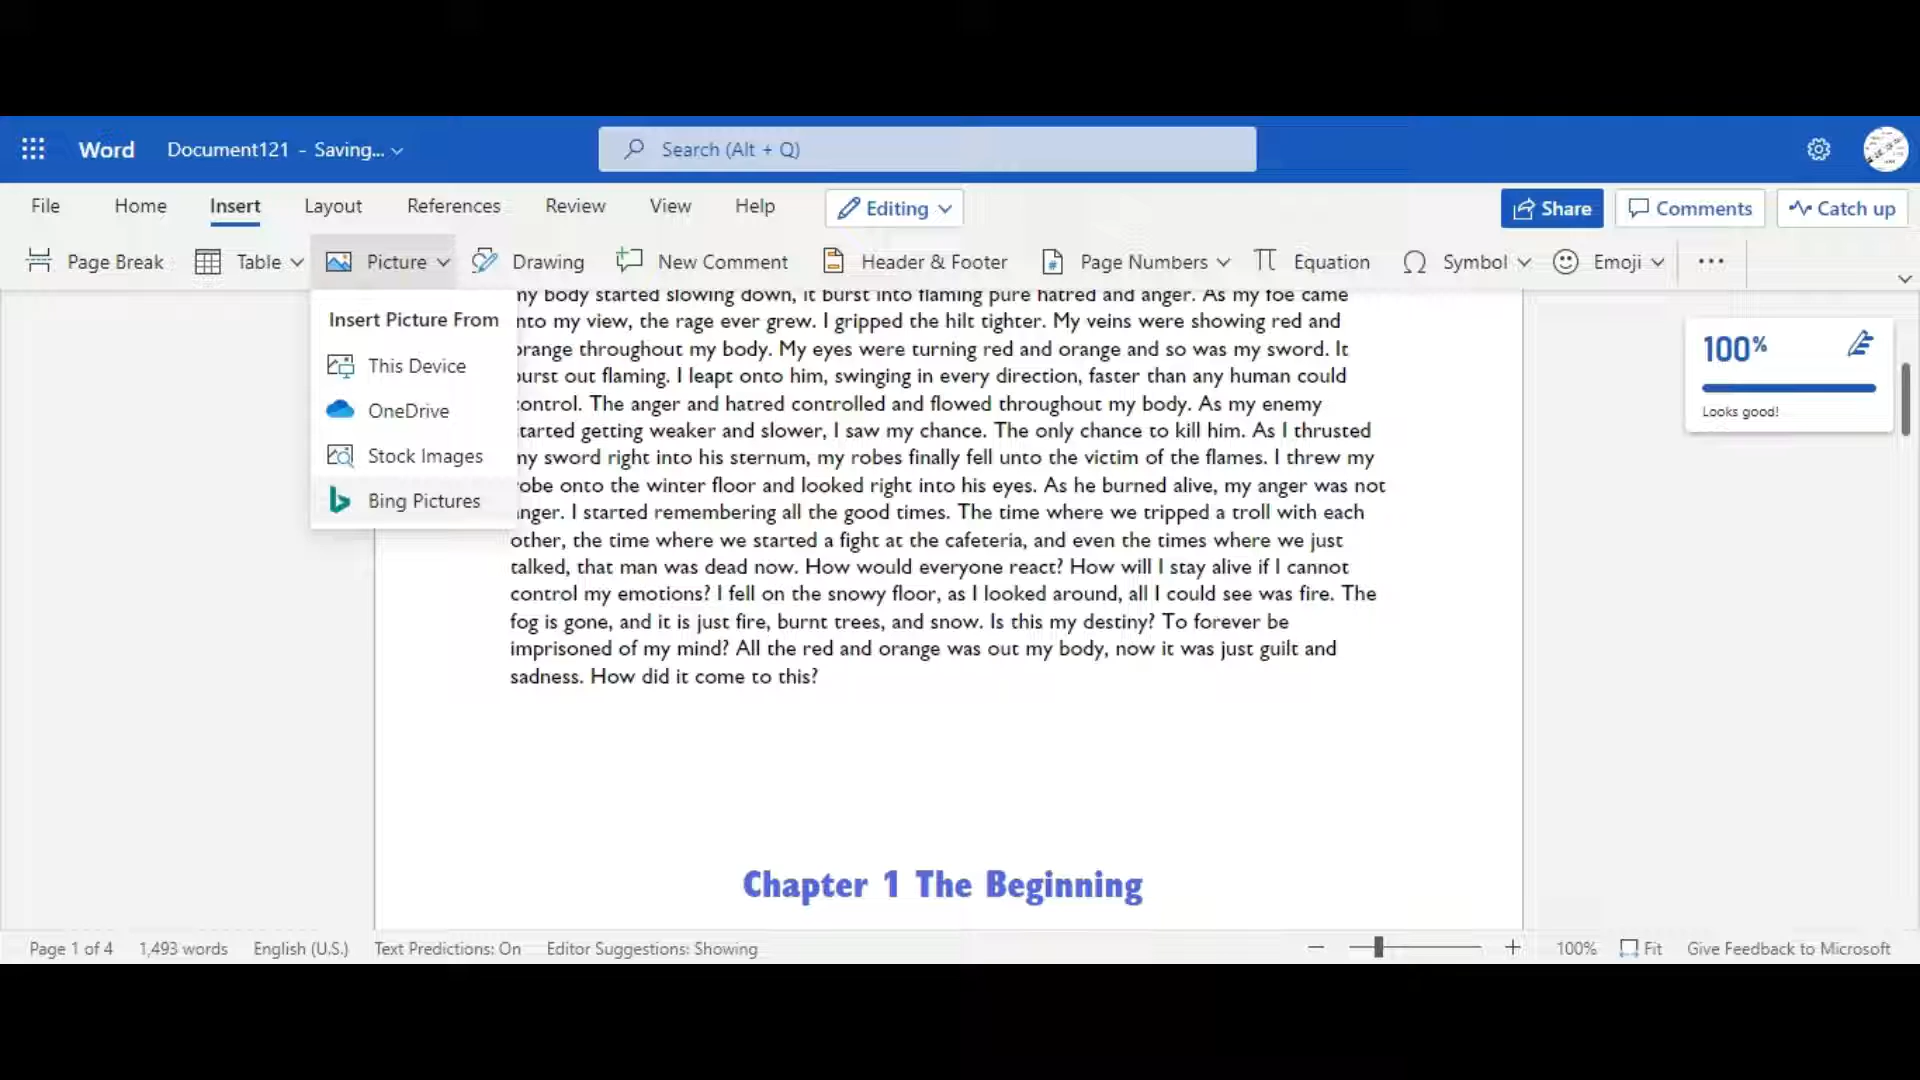 Word Document121 - Saving... Search (Alt + Q)
File Home Insert Layout References Review View Help Editing Share Comments Catch up
Page Break Table Picture Drawing New Comment Header & Footer Page Numbers Equation Symbol Emoji ...
Insert Picture From
This Device
OneDrive
Stock Images
Bing Pictures
my body started slowing down, it burst into flaming pure hatred and anger. As my foe came
nto my view, the rage ever grew. I gripped the hilt tighter. My veins were showing red and
orange throughout my body. My eyes were turning red and orange and so was my sword. It
burst out flaming. I leapt onto him, swinging in every direction, faster than any human could
control. The anger and hatred controlled and flowed throughout my body. As my enemy
started getting weaker and slower, I saw my chance. The only chance to kill him. As I thrusted
my sword right into his sternum, my robes finally fell unto the victim of the flames. I threw my
robe onto the winter floor and looked right into his eyes. As he burned alive, my anger was not
anger. I started remembering all the good times. The time where we tripped a troll with each
other, the time where we started a fight at the cafeteria, and even the times where we just
talked, that man was dead now. How would everyone react? How will I stay alive if I cannot
control my emotions? I fell on the snowy floor, as I looked around, all I could see was fire. The
fog is gone, and it is just fire, burnt trees, and snow. Is this my destiny? To forever be
imprisoned of my mind? All the red and orange was out my body, now it was just guilt and
sadness. How did it come to this?
Chapter 1 The Beginning
100%
Looks good!
Page 1 of 4 1,493 words English (U.S.) Text Predictions: On Editor Suggestions: Showing 100% Fit Give Feedback to Microsoft